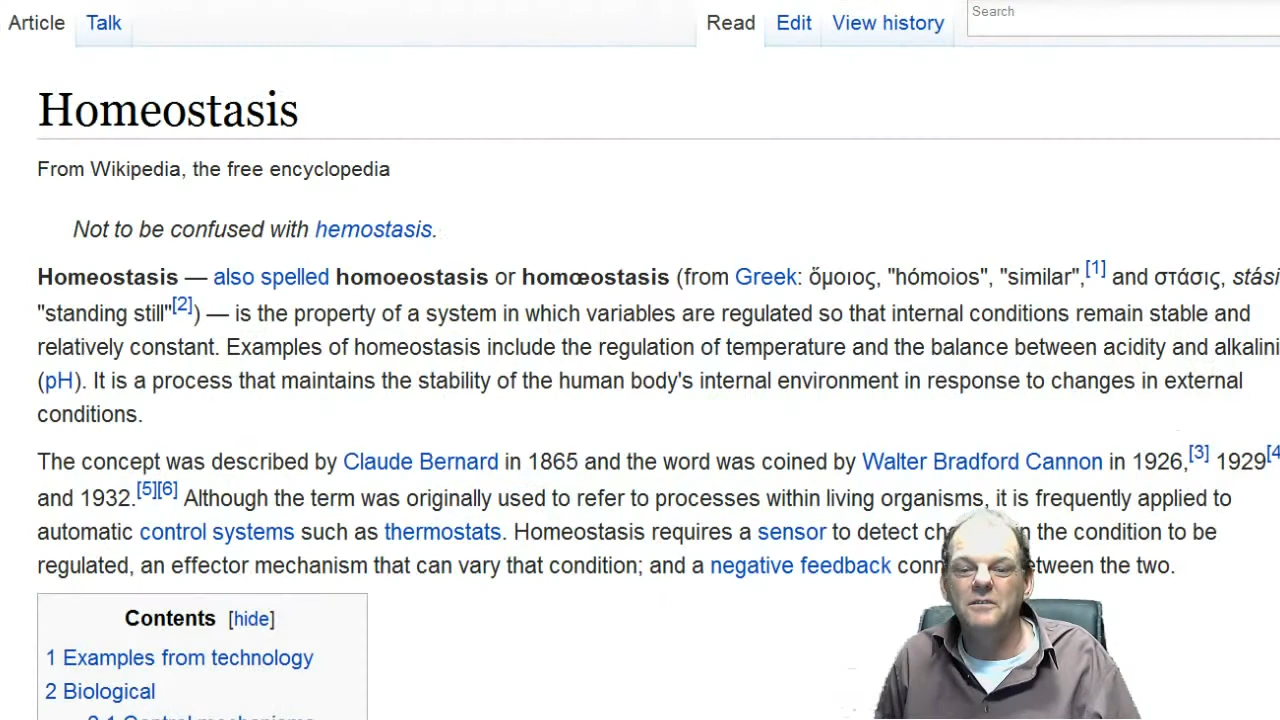 Article Talk Read Edit View history Search
Homeostasis
From Wikipedia, the free encyclopedia
Not to be confused with hemostasis.
Homeostasis — also spelled homoeostasis or homœostasis (from Greek: ὅμοιος, "hómoios", "similar",[1] and στάσις, stási
"standing still"[2]) — is the property of a system in which variables are regulated so that internal conditions remain stable and
relatively constant. Examples of homeostasis include the regulation of temperature and the balance between acidity and alkalini
(pH). It is a process that maintains the stability of the human body's internal environment in response to changes in external
conditions.
The concept was described by Claude Bernard in 1865 and the word was coined by Walter Bradford Cannon in 1926,[3] 1929[4
and 1932.[5][6] Although the term was originally used to refer to processes within living organisms, it is frequently applied to
automatic control systems such as thermostats. Homeostasis requires a sensor to detect in the condition to be
regulated, an effector mechanism that can vary that condition; and a negative feedback between the two.
Contents [hide]
1 Examples from technology
2 Biological